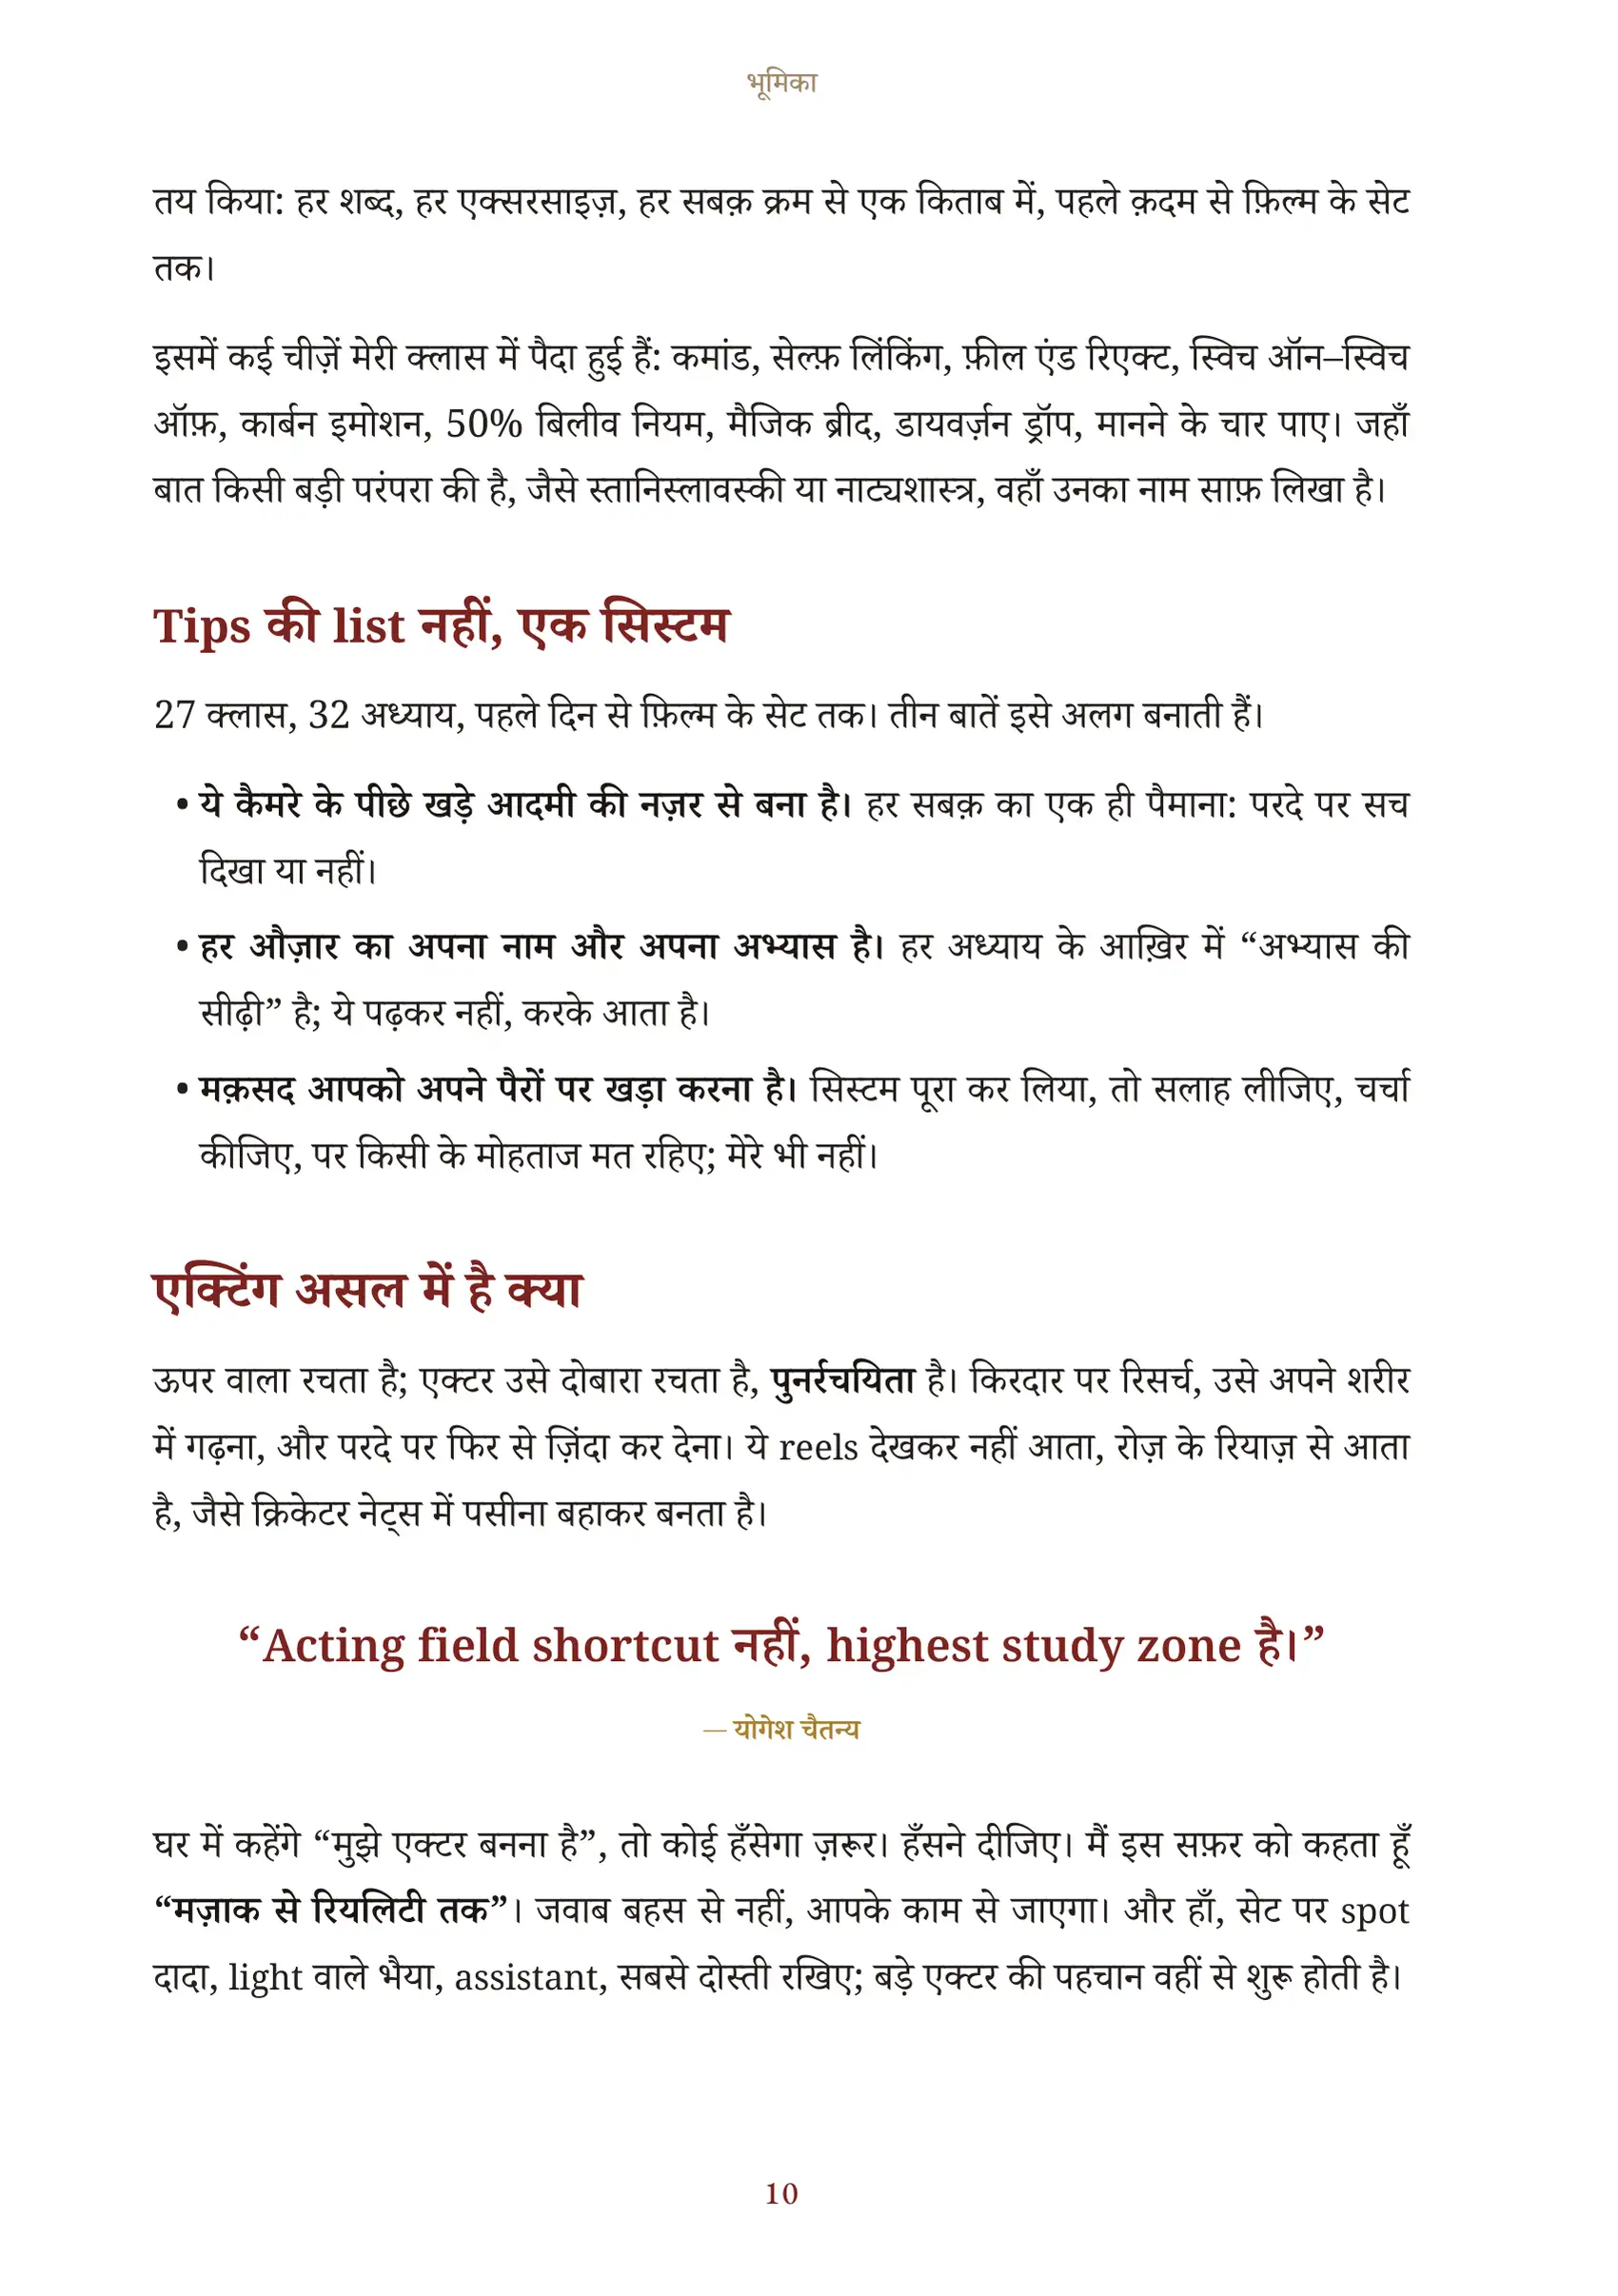 भूमिका
तय किया: हर शब्द, हर एक्सरसाइज़, हर सबक़ क्रम से एक किताब में, पहले क़दम से फ़िल्म के सेट
तक।
इसमें कई चीज़ें मेरी क्लास में पैदा हुई हैं: कमांड, सेल्फ़ लिंकिंग, फ़ील एंड रिएक्ट, स्विच ऑन–स्विच
ऑफ़, कार्बन इमोशन, 50% बिलीव नियम, मैजिक ब्रीद, डायवर्ज़न ड्रॉप, मानने के चार पाए। जहाँ
बात किसी बड़ी परंपरा की है, जैसे स्तानिस्लावस्की या नाट्यशास्त्र, वहाँ उनका नाम साफ़ लिखा है।
Tips की list नहीं, एक सिस्टम
27 क्लास, 32 अध्याय, पहले दिन से फ़िल्म के सेट तक। तीन बातें इसे अलग बनाती हैं।
• ये कैमरे के पीछे खड़े आदमी की नज़र से बना है। हर सबक़ का एक ही पैमाना: परदे पर सच
दिखा या नहीं।
• हर औज़ार का अपना नाम और अपना अभ्यास है। हर अध्याय के आख़िर में “अभ्यास की
सीढ़ी” है; ये पढ़कर नहीं, करके आता है।
• मक़सद आपको अपने पैरों पर खड़ा करना है। सिस्टम पूरा कर लिया, तो सलाह लीजिए, चर्चा
कीजिए, पर किसी के मोहताज मत रहिए; मेरे भी नहीं।
एक्टिंग असल में है क्या
ऊपर वाला रचता है; एक्टर उसे दोबारा रचता है, पुनर्रचयिता है। किरदार पर रिसर्च, उसे अपने शरीर
में गढ़ना, और परदे पर फिर से ज़िंदा कर देना। ये reels देखकर नहीं आता, रोज़ के रियाज़ से आता
है, जैसे क्रिकेटर नेट्स में पसीना बहाकर बनता है।
“Acting field shortcut नहीं, highest study zone है।”
— योगेश चैतन्य
घर में कहेंगे “मुझे एक्टर बनना है”, तो कोई हँसेगा ज़रूर। हँसने दीजिए। मैं इस सफ़र को कहता हूँ
“मज़ाक से रियलिटी तक”। जवाब बहस से नहीं, आपके काम से जाएगा। और हाँ, सेट पर spot
दादा, light वाले भैया, assistant, सबसे दोस्ती रखिए; बड़े एक्टर की पहचान वहीं से शुरू होती है।
10